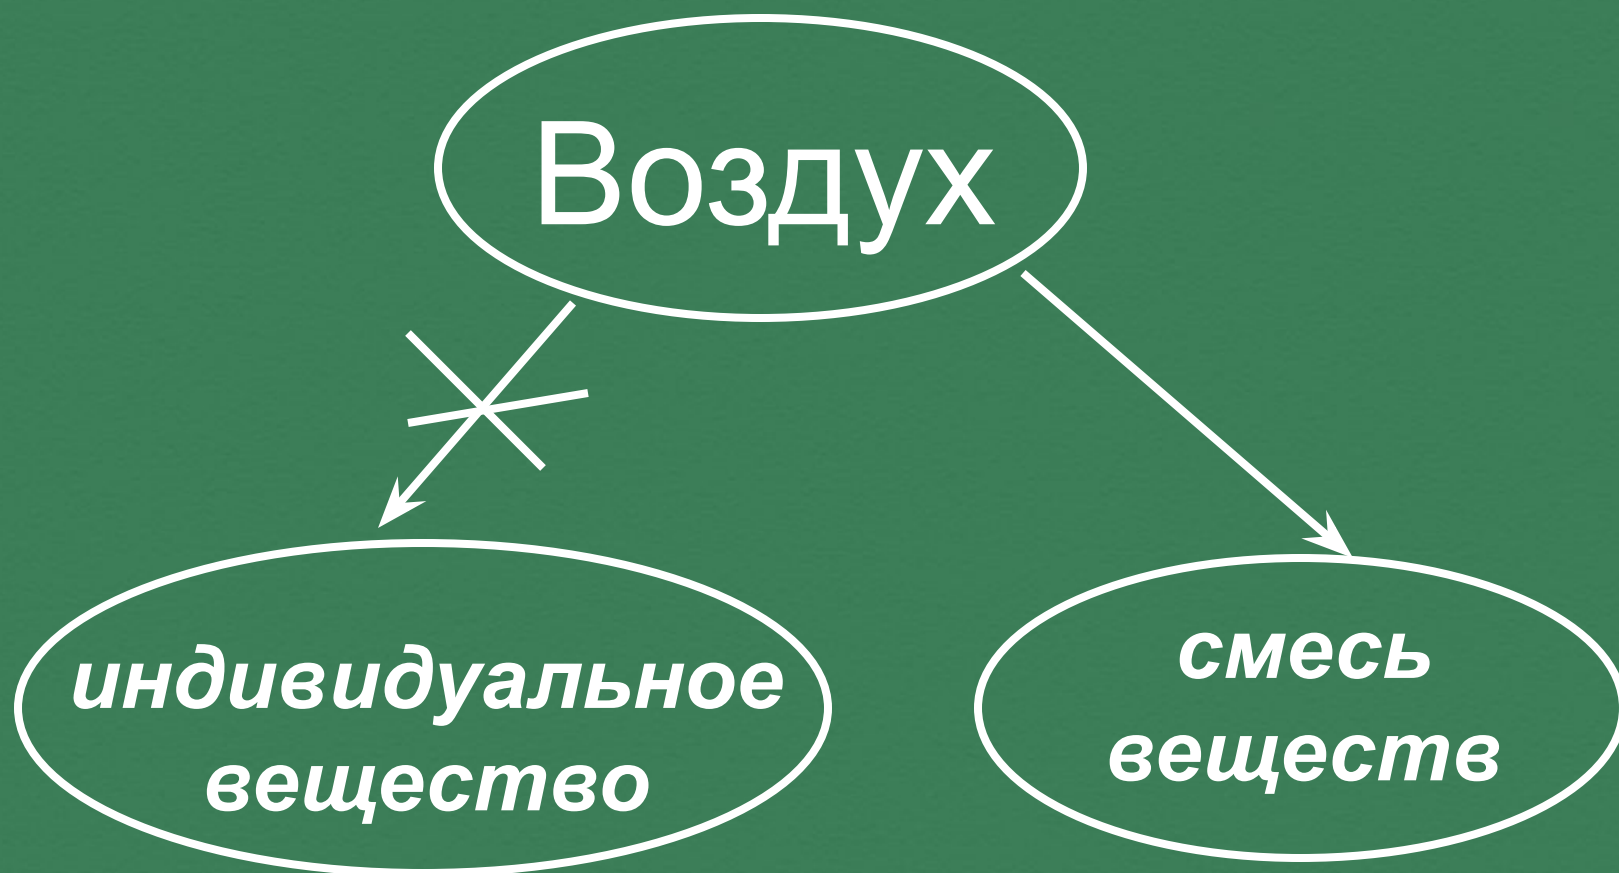 Воздух
индивидуальное
вещество
смесь
веществ